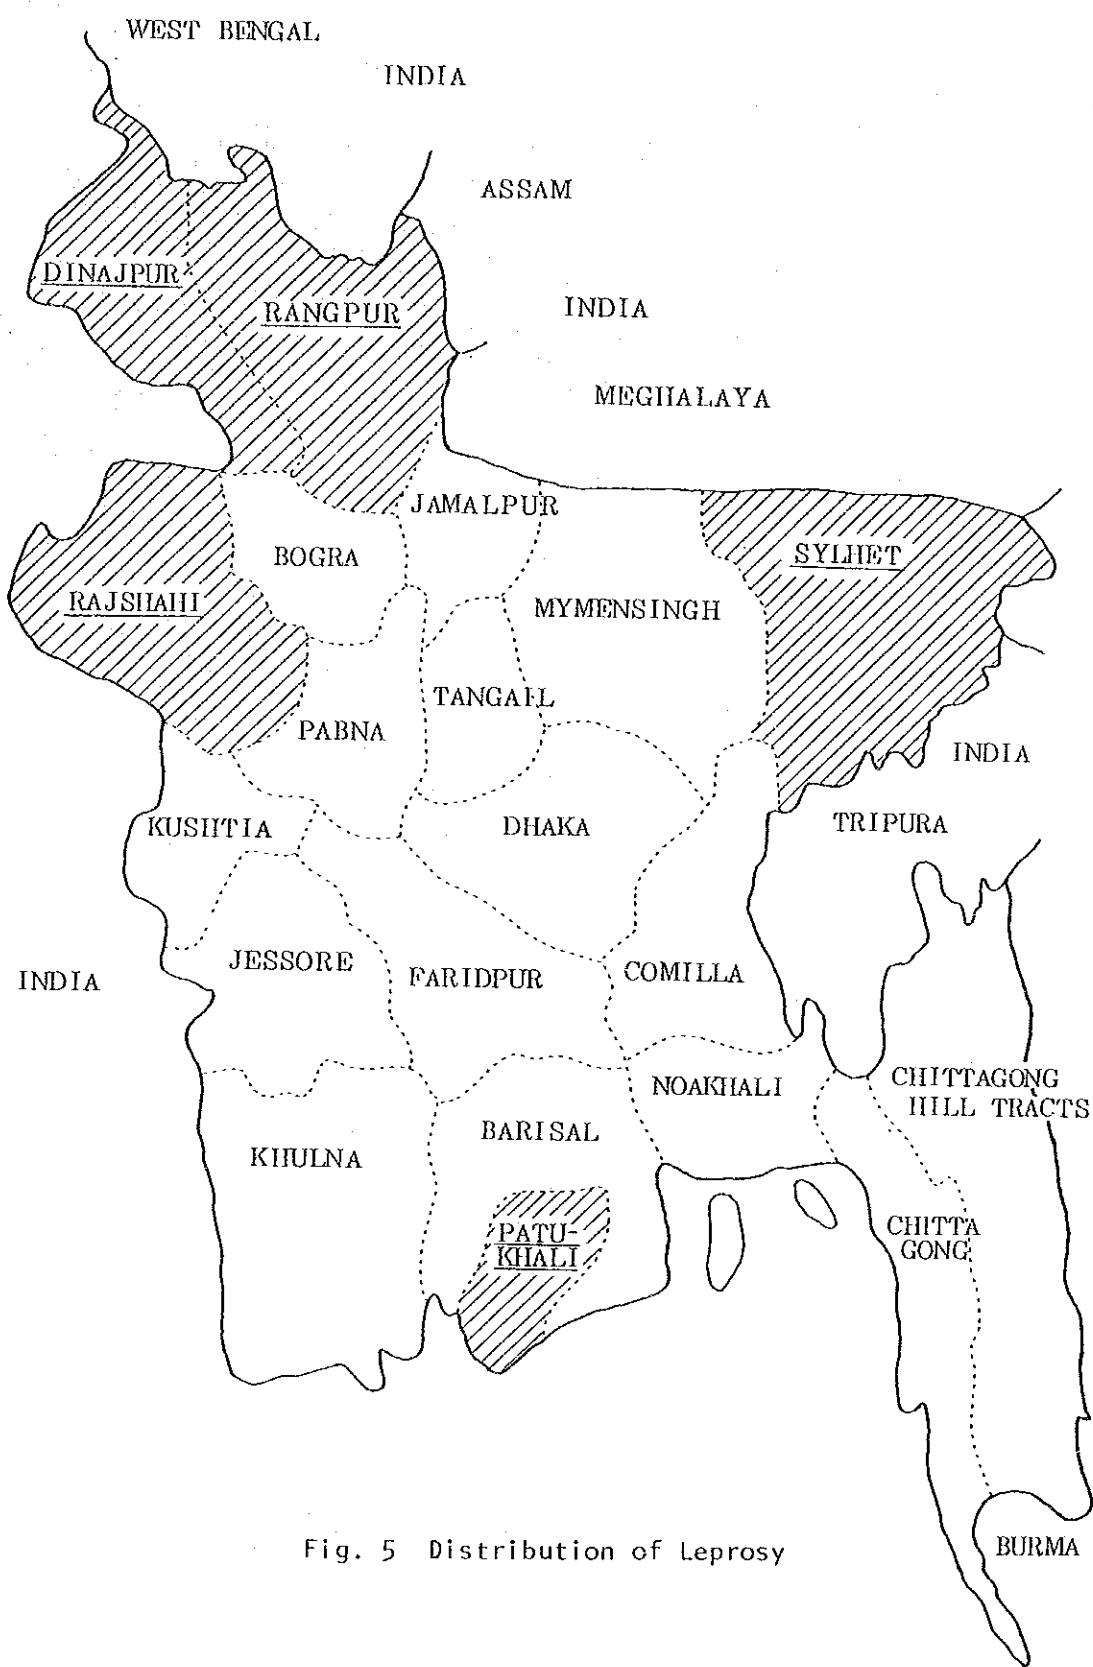 WEST BENGAL
INDIA
ASSAM
DINAJPUR
RANGPUR
INDIA
MEGHALAYA
JAMALPUR
BOGRA
SYLHET
RAJSHAHI
MYMENSINGH
TANGAIL
PABNA
INDIA
KUSHTIA
DHAKA
TRIPURA
JESSORE
FARIDPUR
COMILLA
INDIA
NOAKHALI
CHITTAGONG
HILL TRACTS
BARISAL
KHULNA
PATU-
KHALI
CHITTA
GONG
Fig. 5 Distribution of Leprosy
BURMA